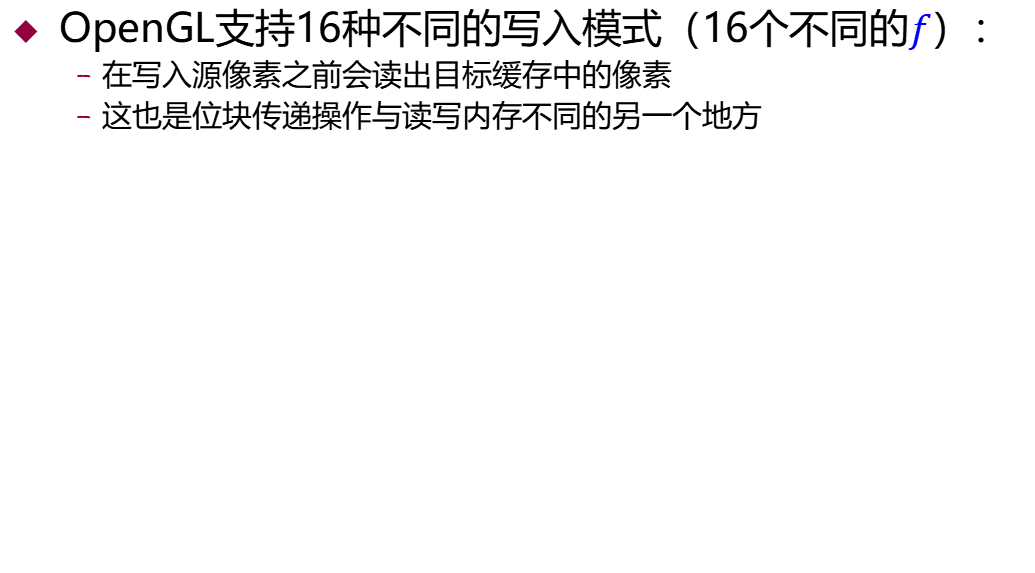 ◆ OpenGL支持16种不同的写入模式（16个不同的f）：
– 在写入源像素之前会读出目标缓存中的像素
– 这也是位块传递操作与读写内存不同的另一个地方